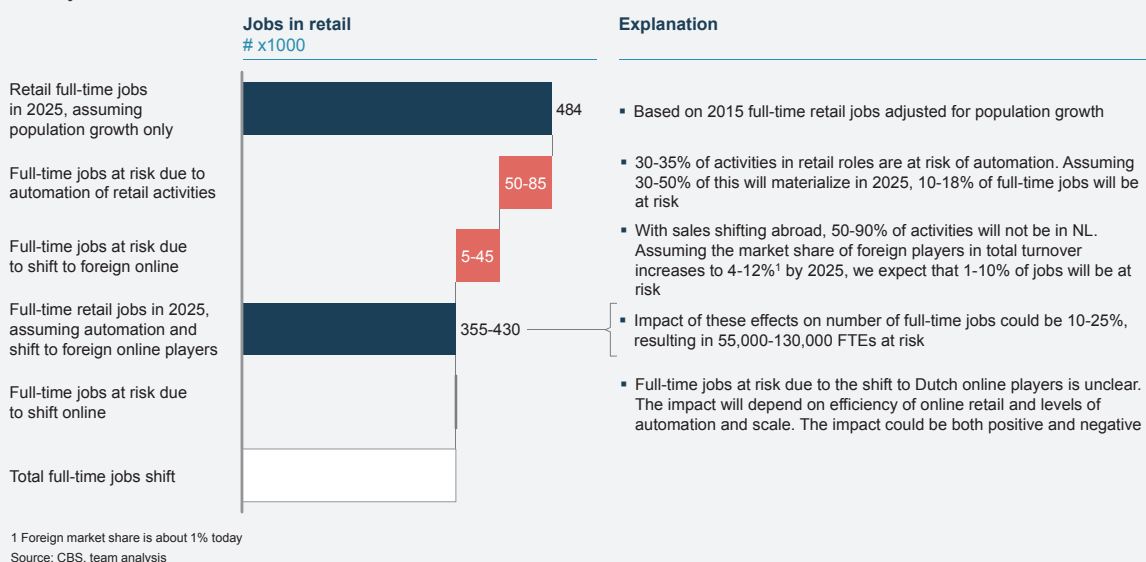 Jobs in retail
# x1000
Explanation
Retail full-time jobs
in 2025, assuming
population growth only
484
▪ Based on 2015 full-time retail jobs adjusted for population growth
Full-time jobs at risk due to
automation of retail activities
50-85
▪ 30-35% of activities in retail roles are at risk of automation. Assuming
30-50% of this will materialize in 2025, 10-18% of full-time jobs will be
at risk
Full-time jobs at risk due
to shift to foreign online
5-45
▪ With sales shifting abroad, 50-90% of activities will not be in NL.
Assuming the market share of foreign players in total turnover
increases to 4-12%¹ by 2025, we expect that 1-10% of jobs will be at
risk
Full-time retail jobs in 2025,
assuming automation and
shift to foreign online players
355-430
▪ Impact of these effects on number of full-time jobs could be 10-25%,
resulting in 55,000-130,000 FTEs at risk
Full-time jobs at risk due
to shift online
▪ Full-time jobs at risk due to the shift to Dutch online players is unclear.
The impact will depend on efficiency of online retail and levels of
automation and scale. The impact could be both positive and negative
Total full-time jobs shift
1 Foreign market share is about 1% today
Source: CBS, team analysis